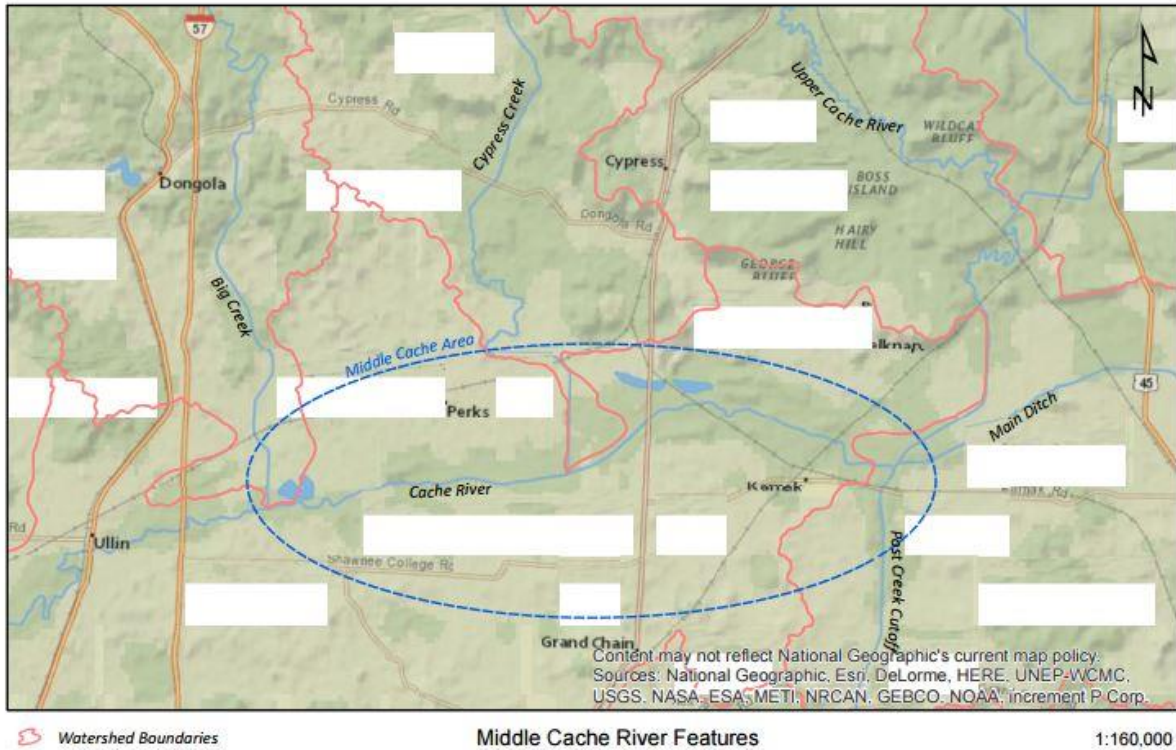 57
Cypress Rd
Cypress Creek
Upper Cache River
N
WILDCAT
BLUFF
Cypress
BOSS
ISLAND
Dongola
Dongola Rd
HAIRY
HILL
GEORGE
BLUFF
Big Creek
Middle Cache Area
elknap
45
Perks
Main Ditch
Cache River
Karnak
Karnak Rd
Rd
Ullin
Shawnee College Rd
Post Creek Cutoff
Grand Chain
Content may not reflect National Geographic's current map policy.
Sources: National Geographic, Esri, DeLorme, HERE, UNEP-WCMC,
USGS, NASA, ESA, METI, NRCAN, GEBCO, NOAA, increment P Corp.
Watershed Boundaries
Middle Cache River Features
1:160,000